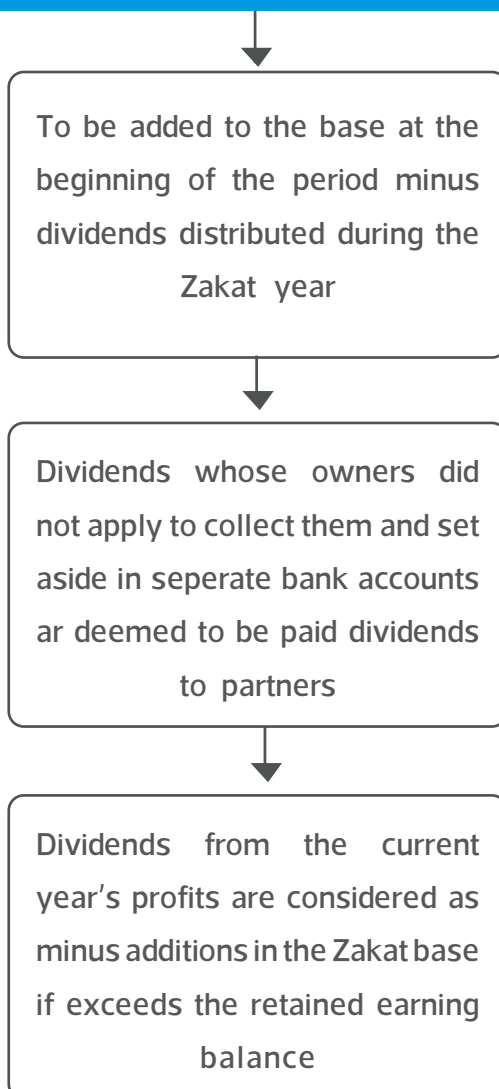 To be added to the base at the
beginning of the period minus
dividends distributed during the
Zakat year
Dividends whose owners did
not apply to collect them and set
aside in seperate bank accounts
ar deemed to be paid dividends
to partners
Dividends from the current
year's profits are considered as
minus additions in the Zakat base
if exceeds the retained earning
balance